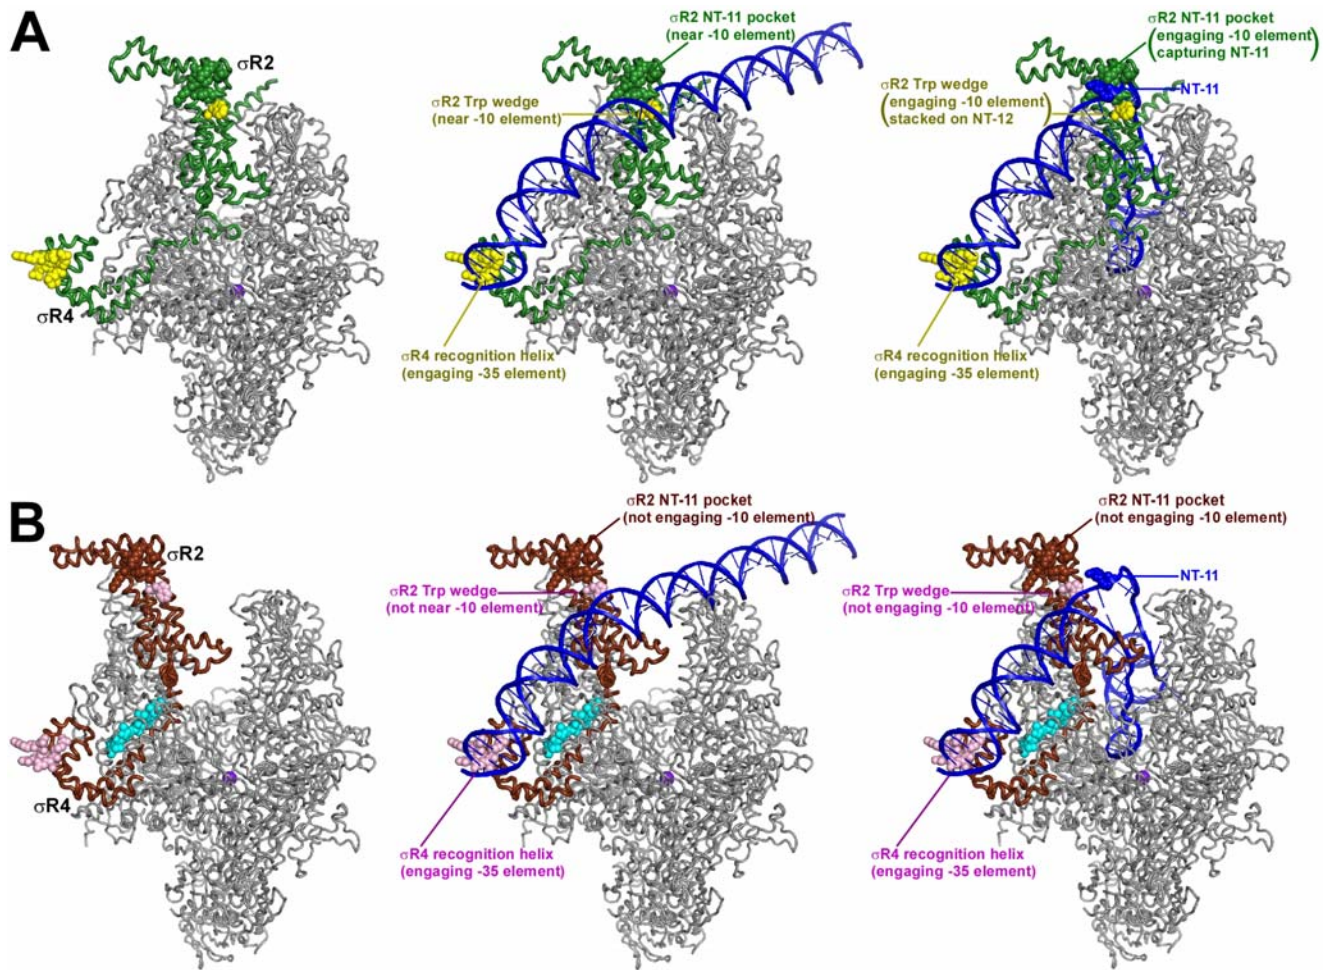 A
σR2
σR4
σR2 NT-11 pocket
(near -10 element)
σR2 Trp wedge
(near -10 element)
σR4 recognition helix
(engaging -35 element)
σR2 NT-11 pocket
(engaging -10 element)
(capturing NT-11)
NT-11
σR2 Trp wedge
(engaging -10 element)
(stacked on NT-12)
σR4 recognition helix
(engaging -35 element)
B
σR2
σR4
σR2 NT-11 pocket
(not engaging -10 element)
σR2 Trp wedge
(not near -10 element)
σR4 recognition helix
(engaging -35 element)
σR2 NT-11 pocket
(not engaging -10 element)
NT-11
σR2 Trp wedge
(not engaging -10 element)
σR4 recognition helix
(engaging -35 element)